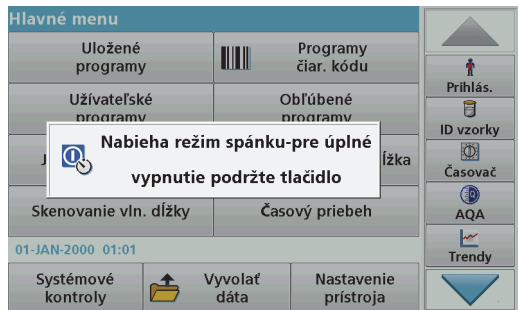 Hlavné menu
Uložené
programy
Programy
čiar. kódu
Užívateľské
programy
Obľúbené
programy
Nabieha režim spánku-pre úplné
vypnutie podržte tlačidlo
J
ĺžka
Skenovanie vln. dĺžky
Časový priebeh
01-JAN-2000 01:01
Systémové
kontroly
Vyvolať
dáta
Nastavenie
prístroja
Prihlás.
ID vzorky
Časovač
AQA
Trendy